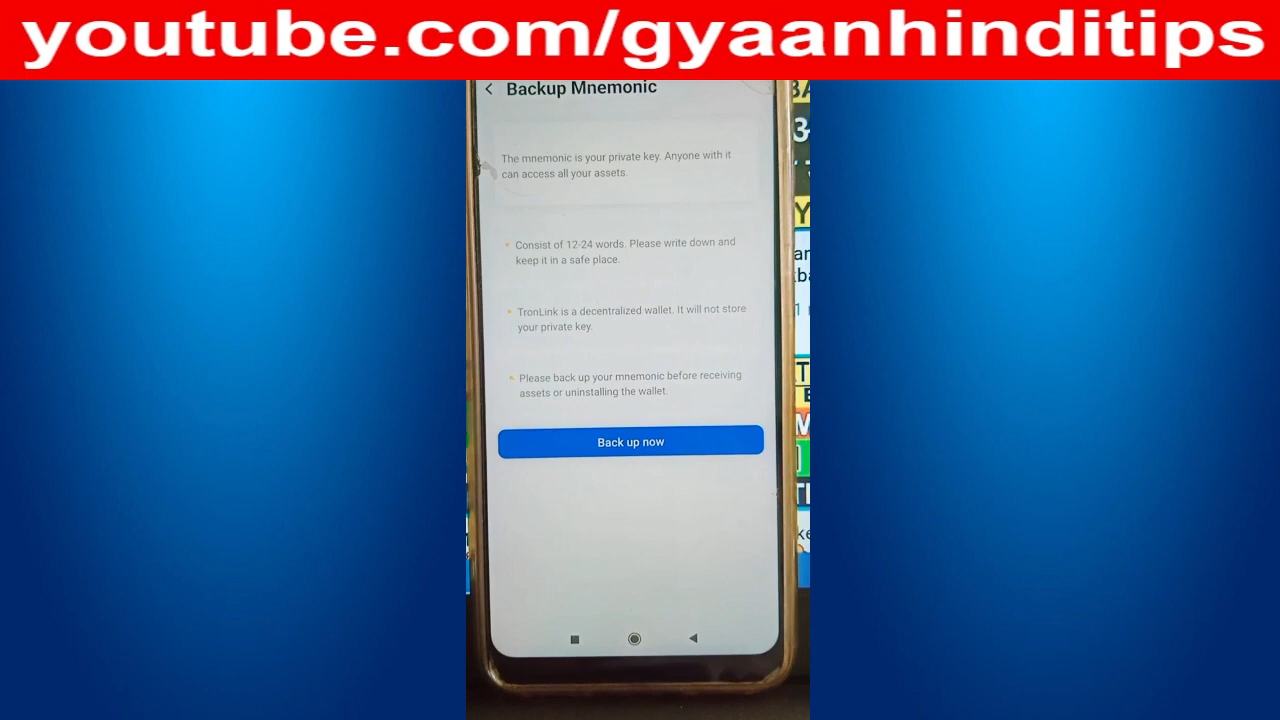 youtube.com/gyaanhinditips
Backup Mnemonic
The mnemonic is your private key. Anyone with it
can access all your assets.
Consist of 12-24 words. Please write down and
keep it in a safe place.
TronLink is a decentralized wallet. It will not store
your private key.
Please back up your mnemonic before receiving
assets or uninstalling the wallet.
Back up now